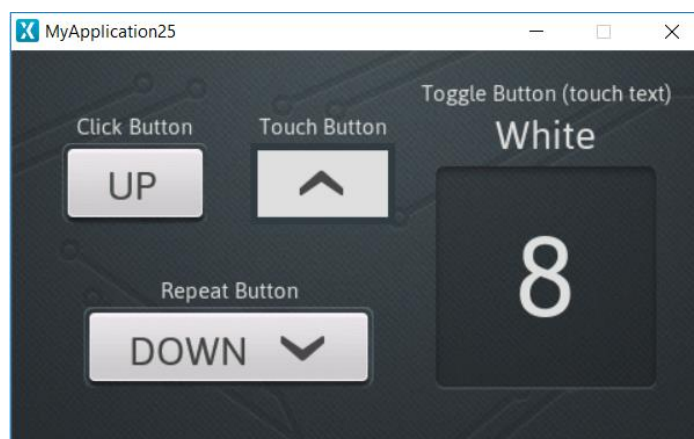 MyApplication25
Toggle Button (touch text)
White
Click Button
Touch Button
UP
8
Repeat Button
DOWN